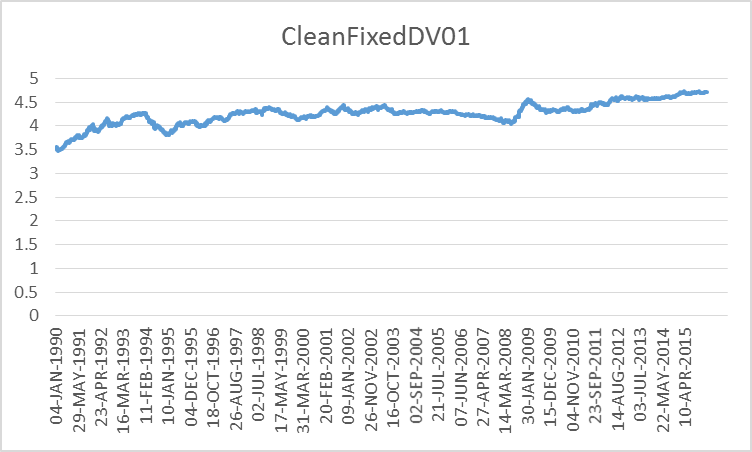 CleanFixedDV01
5
4.5
4
3.5
3
2.5
2
1.5
1
0.5
0
04-JAN-1990
29-MAY-1991
23-APR-1992
16-MAR-1993
11-FEB-1994
10-JAN-1995
04-DEC-1995
18-OCT-1996
26-AUG-1997
02-JUL-1998
17-MAY-1999
31-MAR-2000
20-FEB-2001
09-JAN-2002
26-NOV-2002
16-OCT-2003
02-SEP-2004
21-JUL-2005
07-JUN-2006
27-APR-2007
14-MAR-2008
30-JAN-2009
15-DEC-2009
04-NOV-2010
23-SEP-2011
14-AUG-2012
03-JUL-2013
22-MAY-2014
10-APR-2015